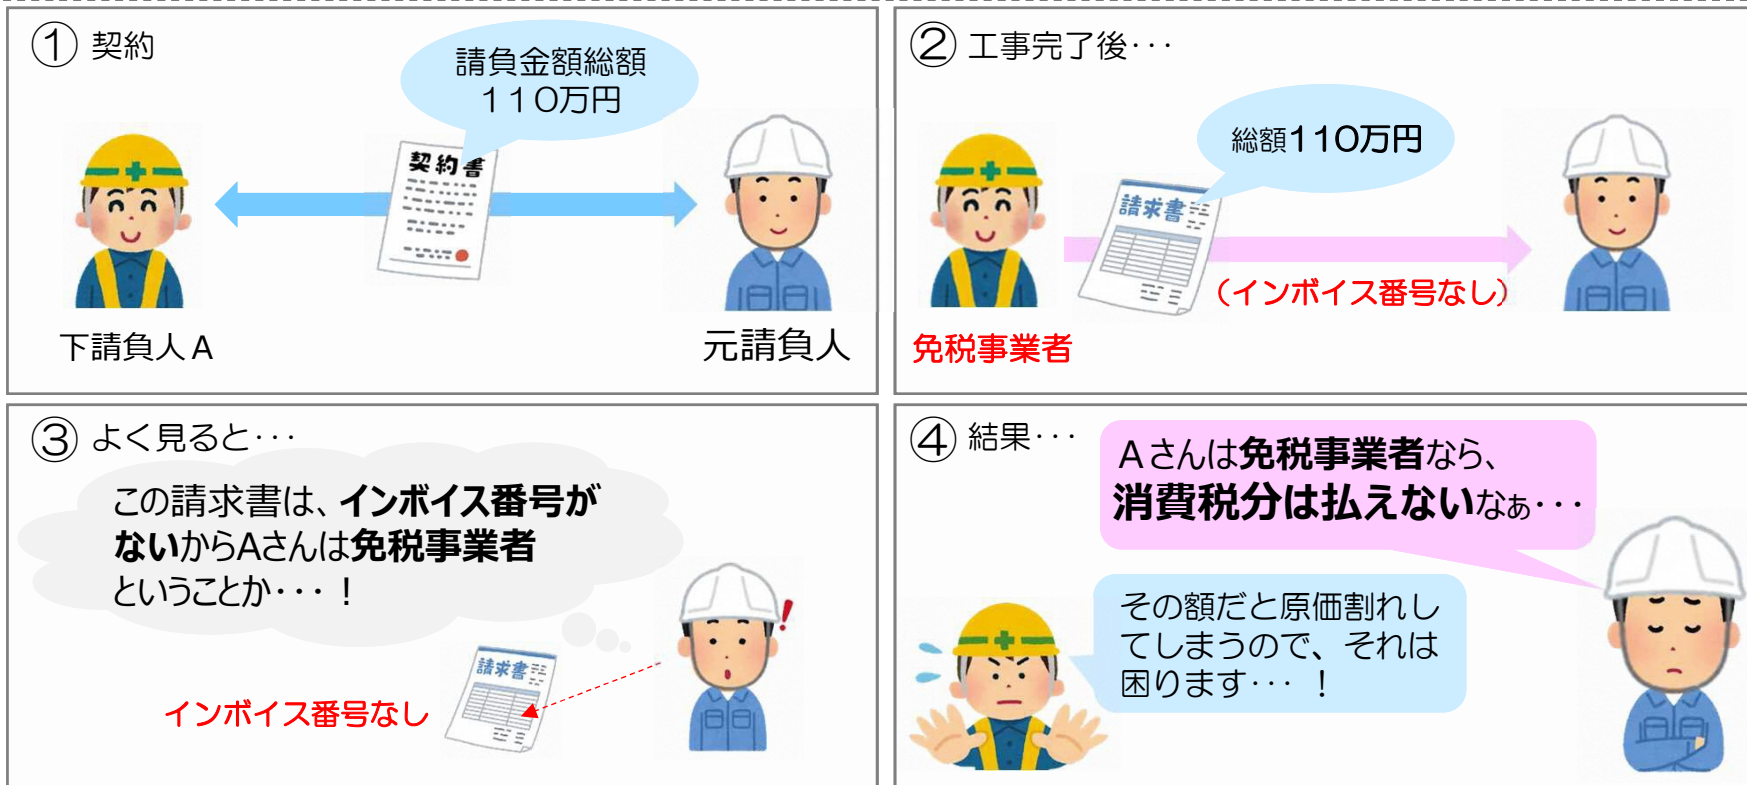 ① 契約
請負金額総額
110万円
契約書
下請負人A
元請負人
② 工事完了後･･･
総額110万円
請求書
（インボイス番号なし）
免税事業者
③ よく見ると･･･
この請求書は、インボイス番号が
ないからAさんは免税事業者
ということか･･･！
請求書
インボイス番号なし
④ 結果･･･
Aさんは免税事業者なら、
消費税分は払えないなぁ･･･
その額だと原価割れし
てしまうので、それは
困ります･･･！